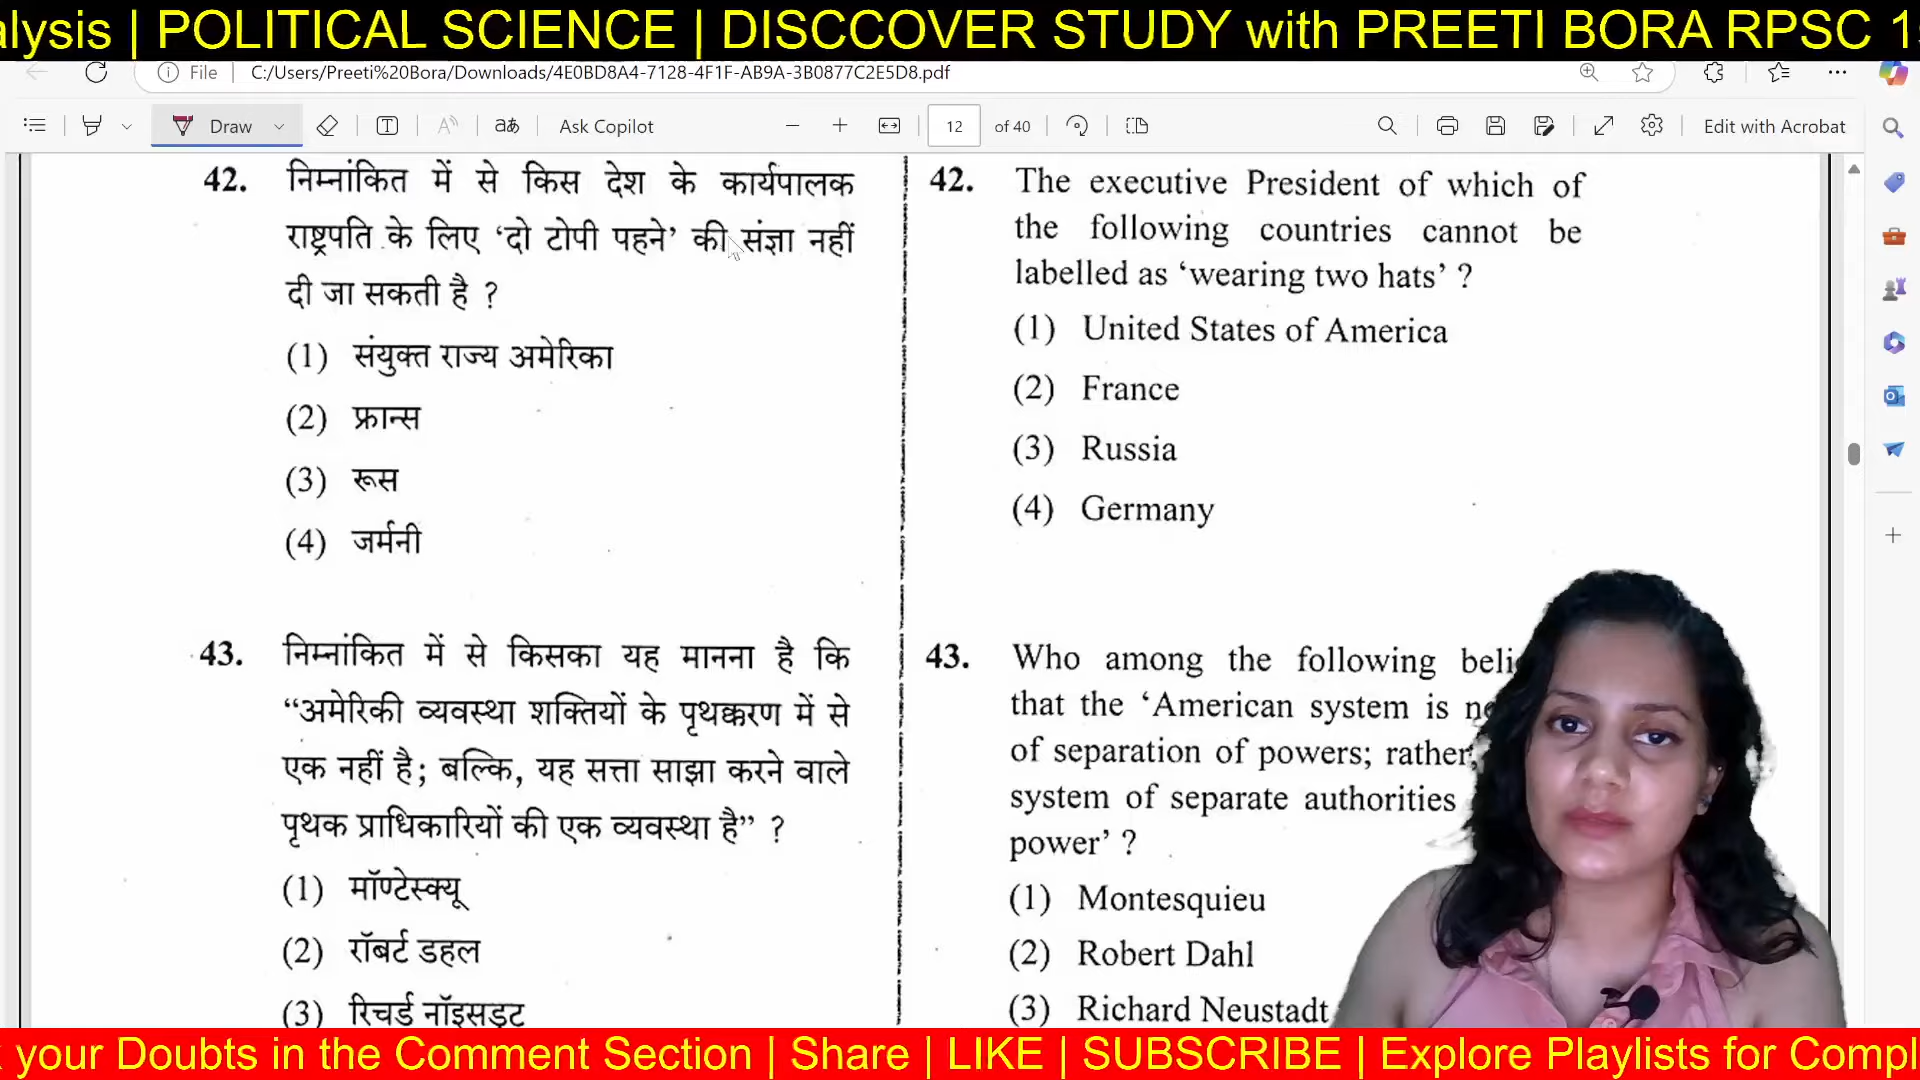 alysis | POLITICAL SCIENCE | DISCCOVER STUDY with PREETI BORA RPSC 1
File C:/Users/Preeti%20Bora/Downloads/4E0BD8A4-7128-4F1F-AB9A-3B0877C2E5D8.pdf
Draw aあ Ask Copilot 12 of 40 Edit with Acrobat
42. निम्नांकित में से किस देश के कार्यपालक
राष्ट्रपति के लिए ‘दो टोपी पहने’ की संज्ञा नहीं
दी जा सकती है ?
(1) संयुक्त राज्य अमेरिका
(2) फ्रान्स
(3) रूस
(4) जर्मनी
43. निम्नांकित में से किसका यह मानना है कि
“अमेरिकी व्यवस्था शक्तियों के पृथक्करण में से
एक नहीं है; बल्कि, यह सत्ता साझा करने वाले
पृथक प्राधिकारियों की एक व्यवस्था है” ?
(1) मॉण्टेस्क्यू
(2) रॉबर्ट डहल
(3) रिचर्ड नॉइसडट
42. The executive President of which of
the following countries cannot be
labelled as ‘wearing two hats’ ?
(1) United States of America
(2) France
(3) Russia
(4) Germany
43. Who among the following beli
that the ‘American system is n
of separation of powers; rather,
system of separate authorities
power’ ?
(1) Montesquieu
(2) Robert Dahl
(3) Richard Neustadt
your Doubts in the Comment Section | Share | LIKE | SUBSCRIBE | Explore Playlists for Compl